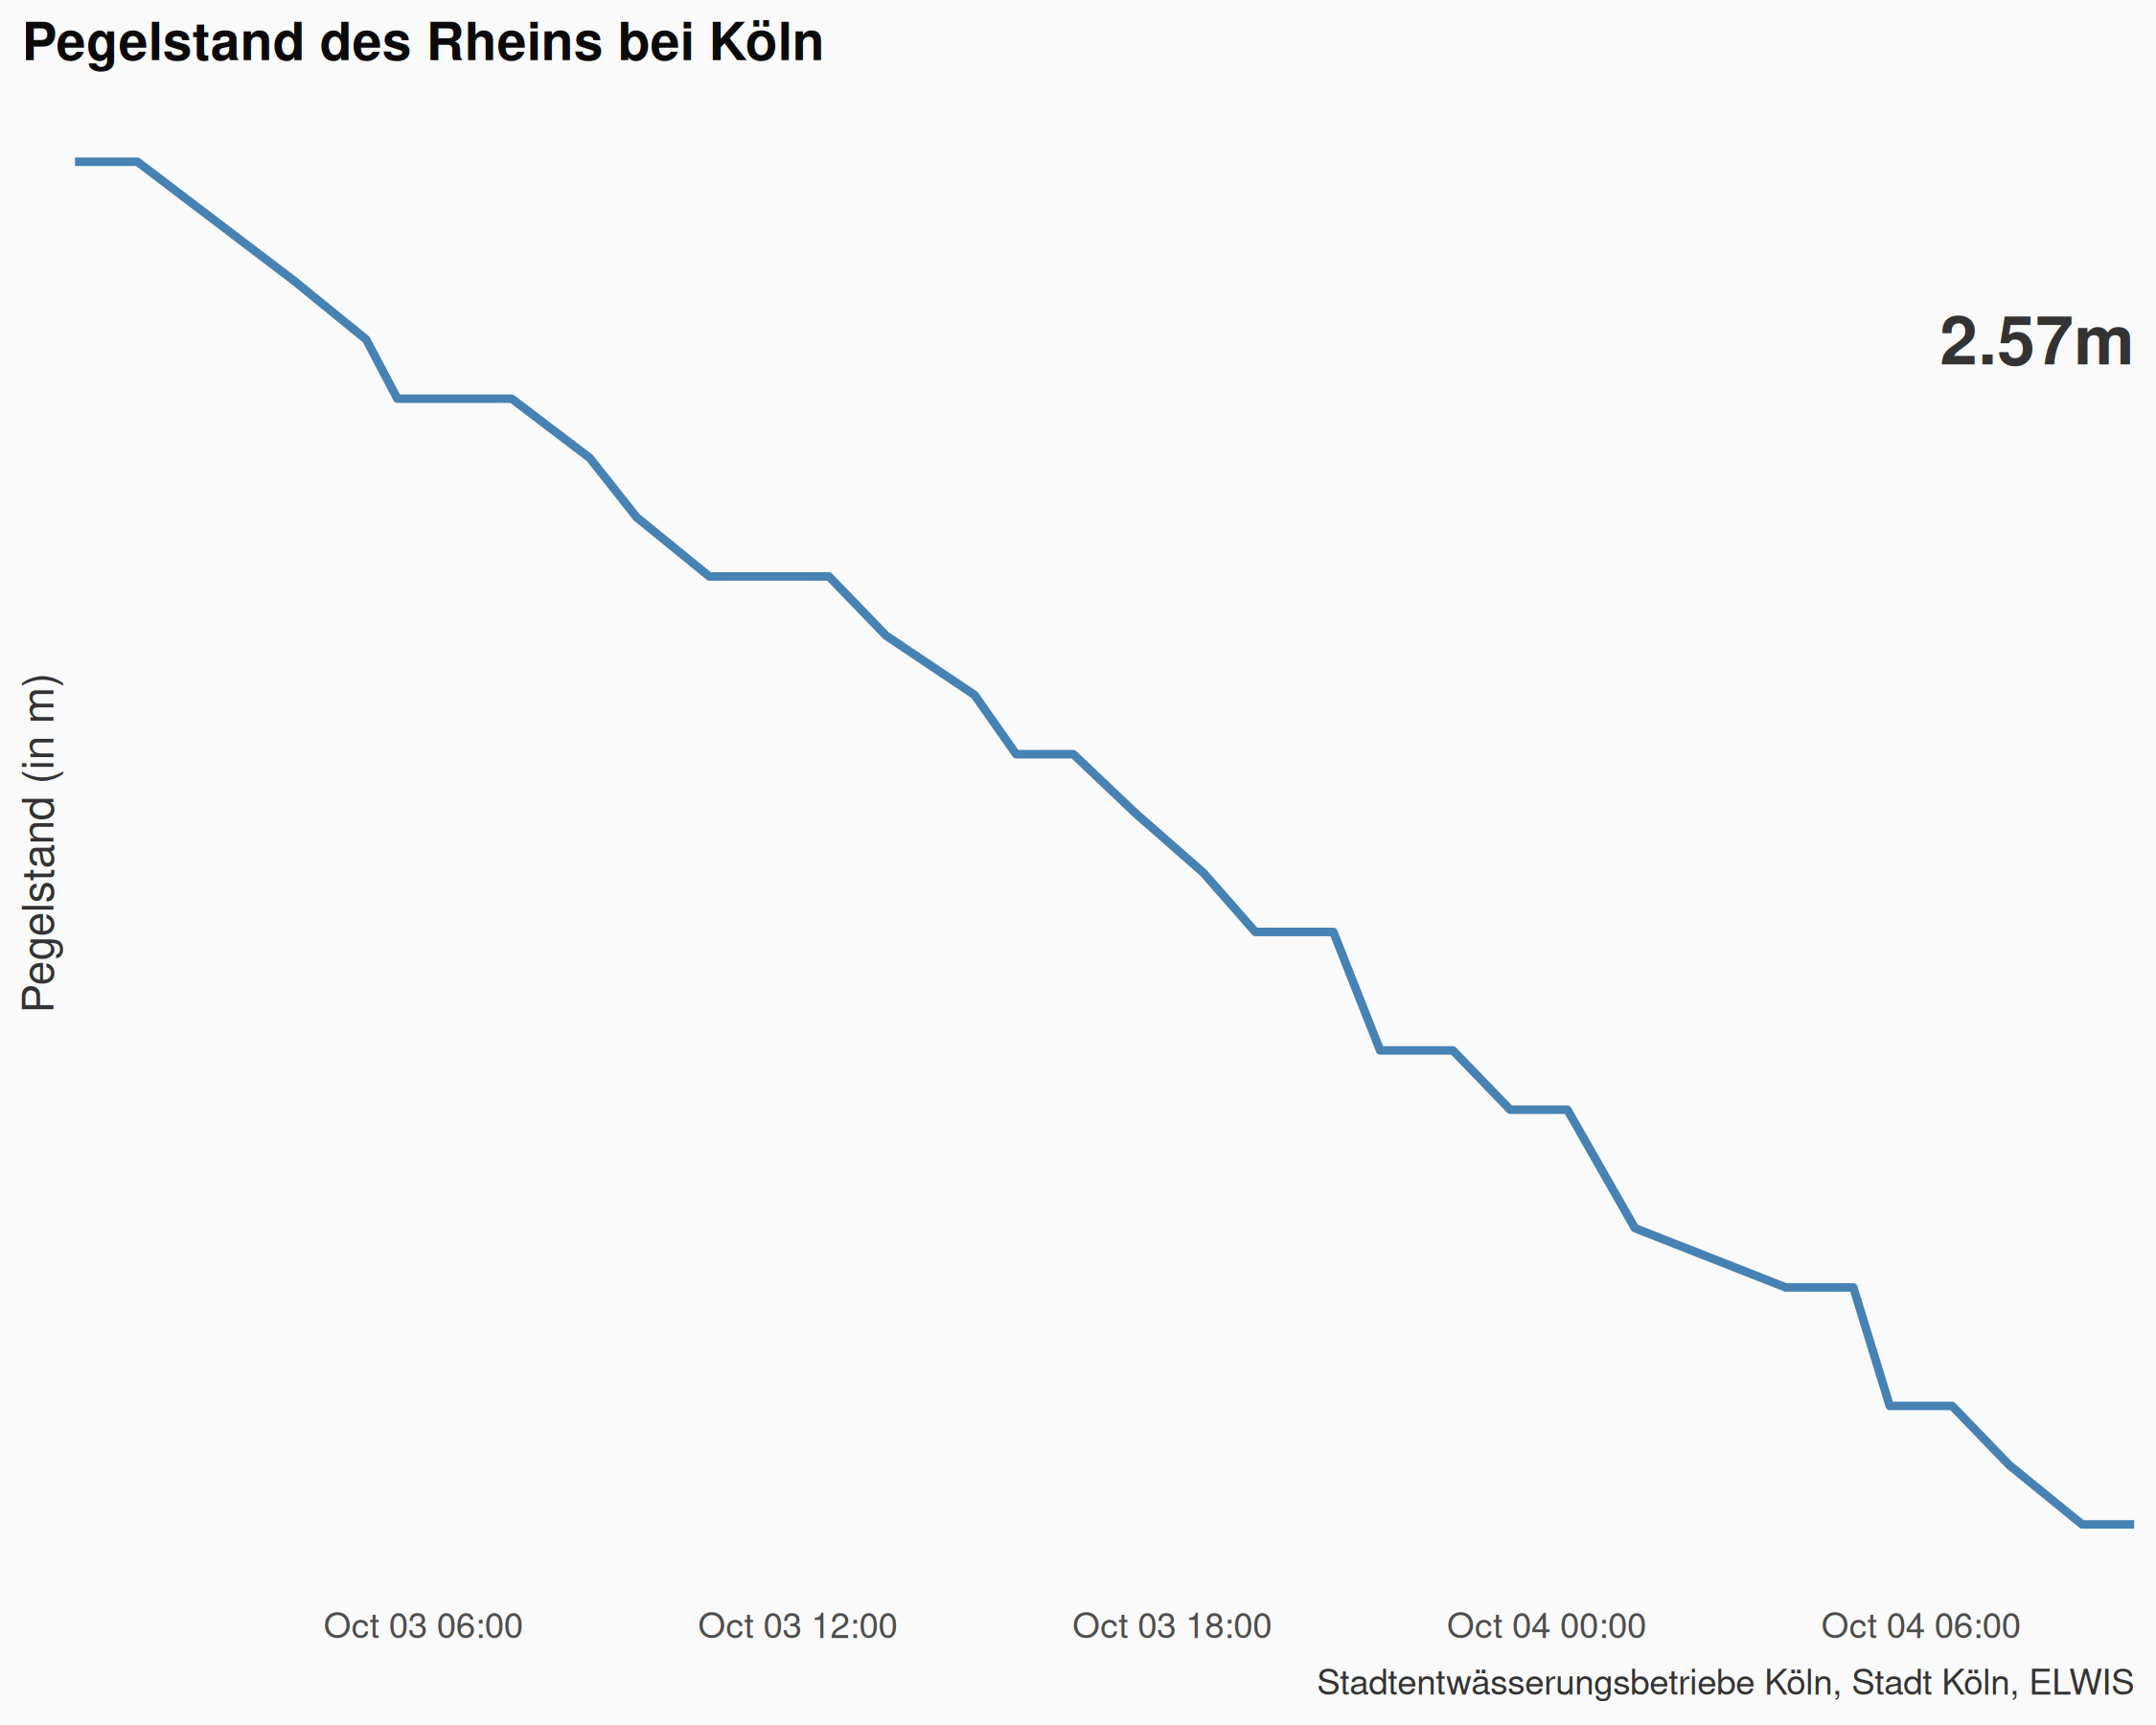 Pegelstand des Rheins bei Köln
2.57m
Pegelstand (in m)
Oct 03 06:00 Oct 03 12:00 Oct 03 18:00 Oct 04 00:00 Oct 04 06:00
Stadtentwässerungsbetriebe Köln, Stadt Köln, ELWIS